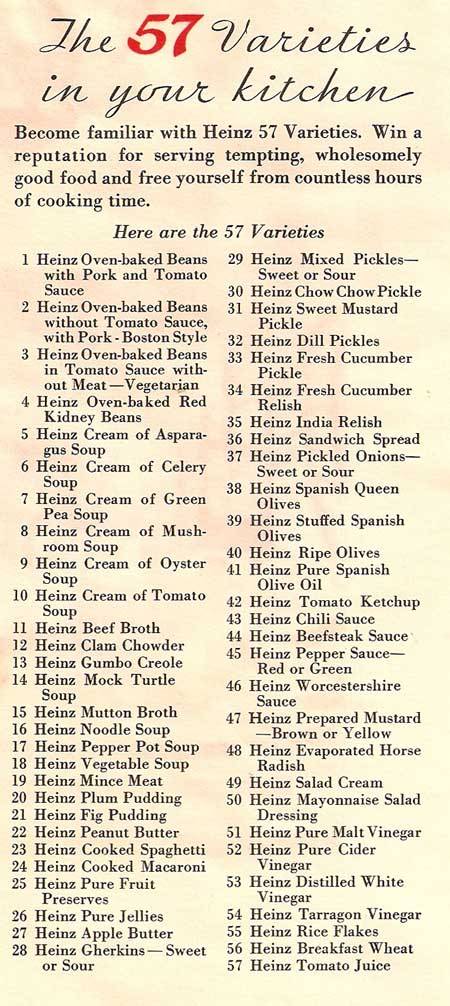 The 57 Varieties
in your kitchen
Become familiar with Heinz 57 Varieties. Win a
reputation for serving tempting, wholesomely
good food and free yourself from countless hours
of cooking time.
Here are the 57 Varieties
1 Heinz Oven-baked Beans
with Pork and Tomato
Sauce
2 Heinz Oven-baked Beans
without Tomato Sauce,
with Pork - Boston Style
3 Heinz Oven-baked Beans
in Tomato Sauce with-
out Meat—Vegetarian
4 Heinz Oven-baked Red
Kidney Beans
5 Heinz Cream of Aspara-
gus Soup
6 Heinz Cream of Celery
Soup
7 Heinz Cream of Green
Pea Soup
8 Heinz Cream of Mush-
room Soup
9 Heinz Cream of Oyster
Soup
10 Heinz Cream of Tomato
Soup
11 Heinz Beef Broth
12 Heinz Clam Chowder
13 Heinz Gumbo Creole
14 Heinz Mock Turtle
Soup
15 Heinz Mutton Broth
16 Heinz Noodle Soup
17 Heinz Pepper Pot Soup
18 Heinz Vegetable Soup
19 Heinz Mince Meat
20 Heinz Plum Pudding
21 Heinz Fig Pudding
22 Heinz Peanut Butter
23 Heinz Cooked Spaghetti
24 Heinz Cooked Macaroni
25 Heinz Pure Fruit
Preserves
26 Heinz Pure Jellies
27 Heinz Apple Butter
28 Heinz Gherkins—Sweet
or Sour
29 Heinz Mixed Pickles—
Sweet or Sour
30 Heinz Chow Chow Pickle
31 Heinz Sweet Mustard
Pickle
32 Heinz Dill Pickles
33 Heinz Fresh Cucumber
Pickle
34 Heinz Fresh Cucumber
Relish
35 Heinz India Relish
36 Heinz Sandwich Spread
37 Heinz Pickled Onions—
Sweet or Sour
38 Heinz Spanish Queen
Olives
39 Heinz Stuffed Spanish
Olives
40 Heinz Ripe Olives
41 Heinz Pure Spanish
Olive Oil
42 Heinz Tomato Ketchup
43 Heinz Chili Sauce
44 Heinz Beefsteak Sauce
45 Heinz Pepper Sauce—
Red or Green
46 Heinz Worcestershire
Sauce
47 Heinz Prepared Mustard
—Brown or Yellow
48 Heinz Evaporated Horse
Radish
49 Heinz Salad Cream
50 Heinz Mayonnaise Salad
Dressing
51 Heinz Pure Malt Vinegar
52 Heinz Pure Cider
Vinegar
53 Heinz Distilled White
Vinegar
54 Heinz Tarragon Vinegar
55 Heinz Rice Flakes
56 Heinz Breakfast Wheat
57 Heinz Tomato Juice